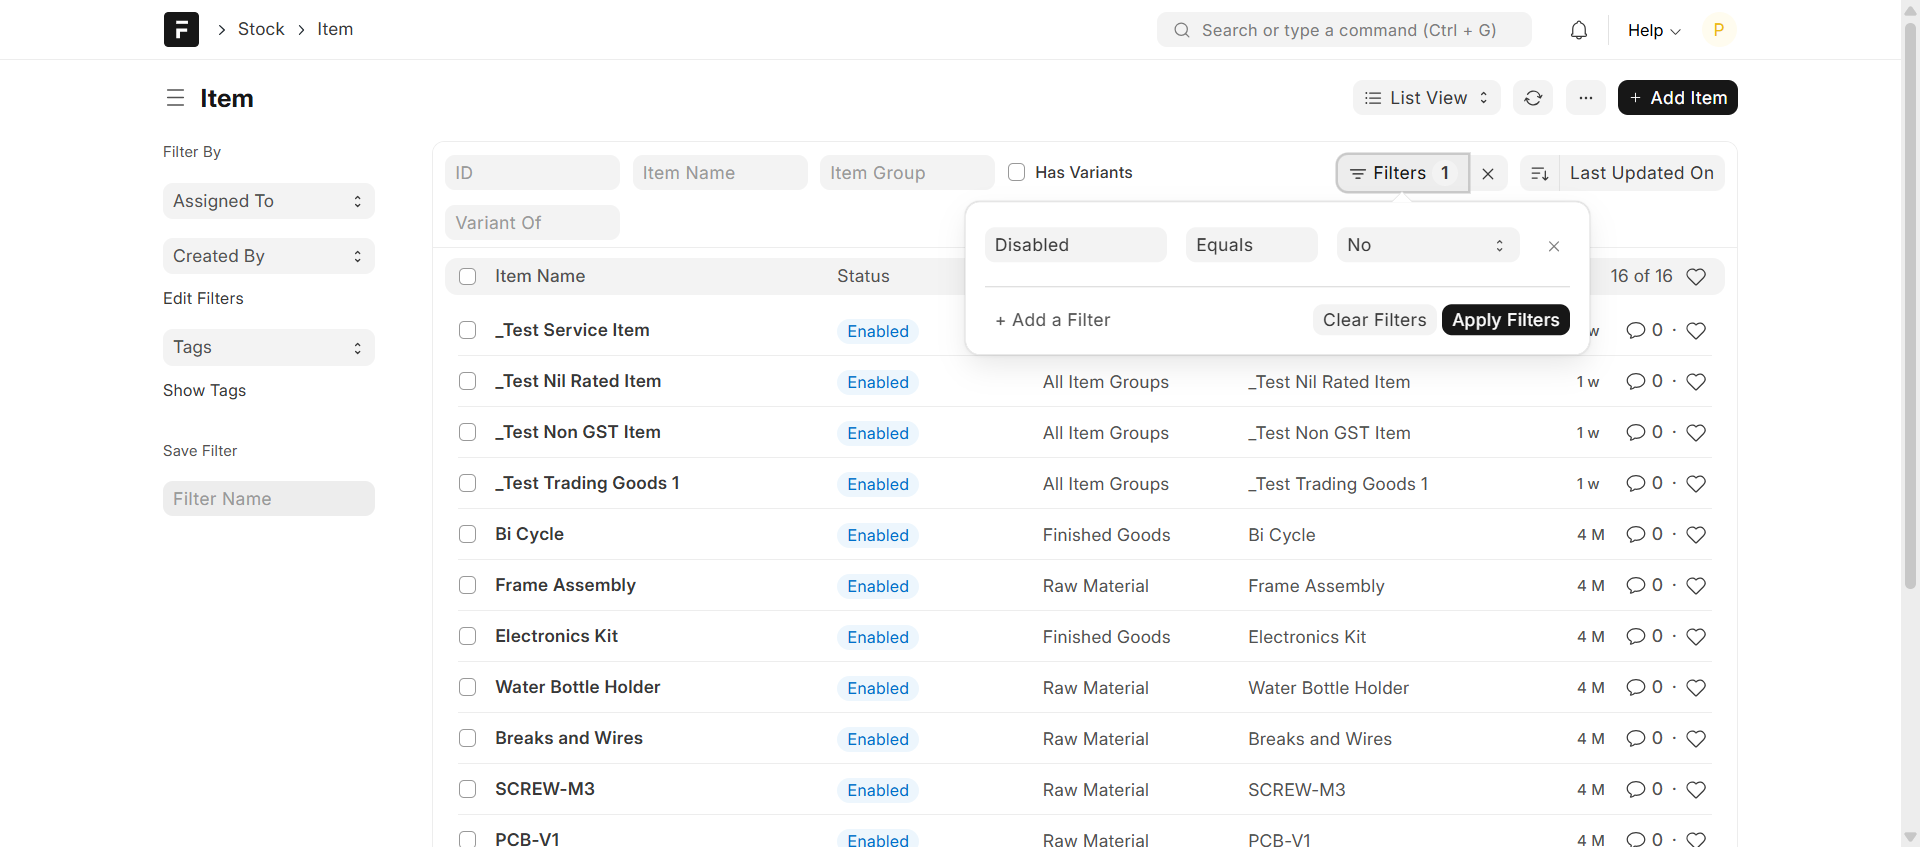 Stock Item
Search or type a command (Ctrl + G)
Help
P
Item
List View
+ Add Item
Filter By
Assigned To
Created By
Edit Filters
Tags
Show Tags
Save Filter
Filter Name
ID Item Name Item Group Has Variants
Filters 1 Last Updated On
Variant Of
Disabled Equals No
+ Add a Filter Clear Filters Apply Filters
Item Name Status 16 of 16
_Test Service Item Enabled w 0 ·
_Test Nil Rated Item Enabled All Item Groups _Test Nil Rated Item 1 w 0 ·
_Test Non GST Item Enabled All Item Groups _Test Non GST Item 1 w 0 ·
_Test Trading Goods 1 Enabled All Item Groups _Test Trading Goods 1 1 w 0 ·
Bi Cycle Enabled Finished Goods Bi Cycle 4 M 0 ·
Frame Assembly Enabled Raw Material Frame Assembly 4 M 0 ·
Electronics Kit Enabled Finished Goods Electronics Kit 4 M 0 ·
Water Bottle Holder Enabled Raw Material Water Bottle Holder 4 M 0 ·
Breaks and Wires Enabled Raw Material Breaks and Wires 4 M 0 ·
SCREW-M3 Enabled Raw Material SCREW-M3 4 M 0 ·
PCB-V1 Enabled Raw Material PCB-V1 4 M 0 ·